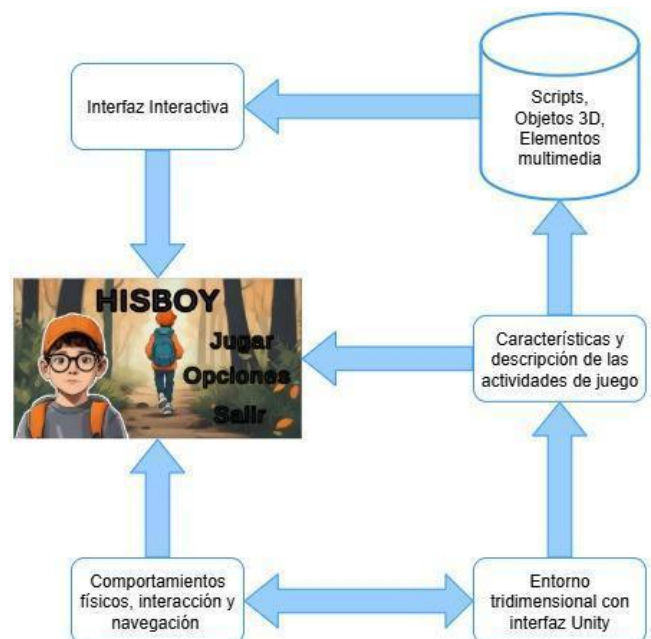 Interfaz Interactiva
Scripts,
Objetos 3D,
Elementos
multimedia
HISBOY
Jugar
Opciones
Salir
Características y
descripción de las
actividades de juego
Comportamientos
físicos, interacción y
navegación
Entorno
tridimensional con
interfaz Unity